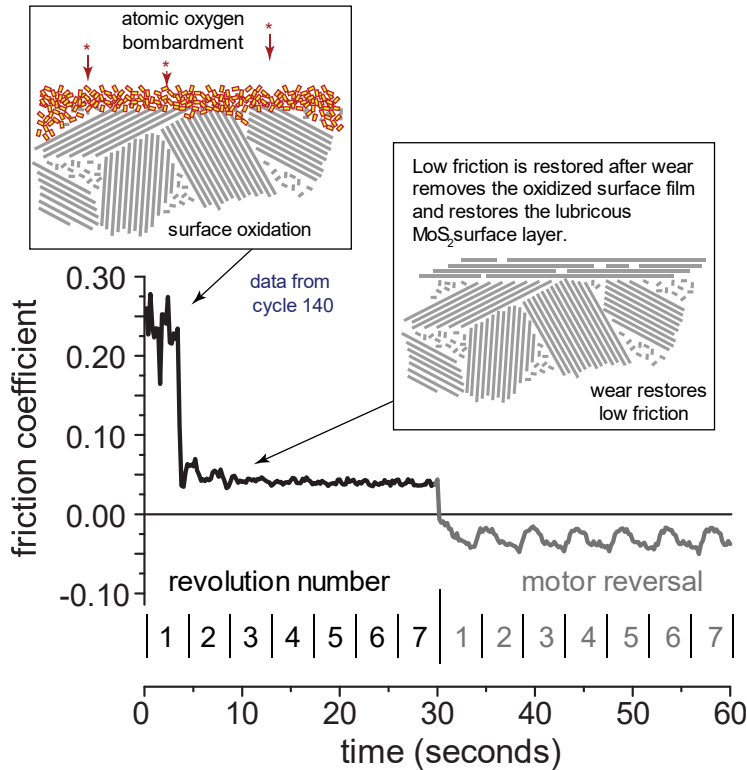 atomic oxygen
bombardment
*
*
*
surface oxidation
Low friction is restored after wear
removes the oxidized surface film
and restores the lubricous
MoS2surface layer.
wear restores
low friction
data from
cycle 140
friction coefficient
0.30
0.20
0.10
0.00
-0.10
revolution number
motor reversal
1 2 3 4 5 6 7 1 2 3 4 5 6 7
0 10 20 30 40 50 60
time (seconds)